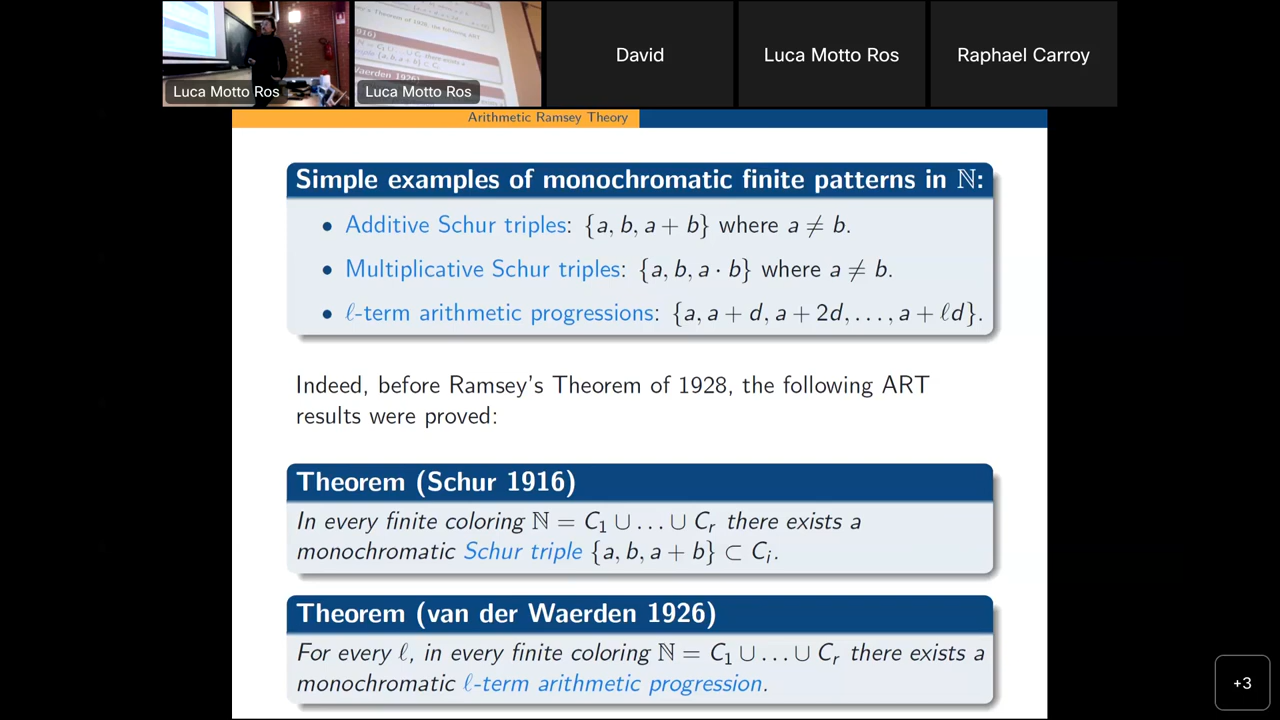 Luca Motto Ros
Luca Motto Ros
David
Luca Motto Ros
Raphael Carroy
Arithmetic Ramsey Theory
Simple examples of monochromatic finite patterns in ℕ:
• Additive Schur triples: {a, b, a + b} where a ≠ b.
• Multiplicative Schur triples: {a, b, a · b} where a ≠ b.
• ℓ-term arithmetic progressions: {a, a + d, a + 2d, . . . , a + ℓd}.
Indeed, before Ramsey's Theorem of 1928, the following ART
results were proved:
Theorem (Schur 1916)
In every finite coloring ℕ = C₁ ∪ . . . ∪ Cᵣ there exists a
monochromatic Schur triple {a, b, a + b} ⊂ Cᵢ.
Theorem (van der Waerden 1926)
For every ℓ, in every finite coloring ℕ = C₁ ∪ . . . ∪ Cᵣ there exists a
monochromatic ℓ-term arithmetic progression.
+3